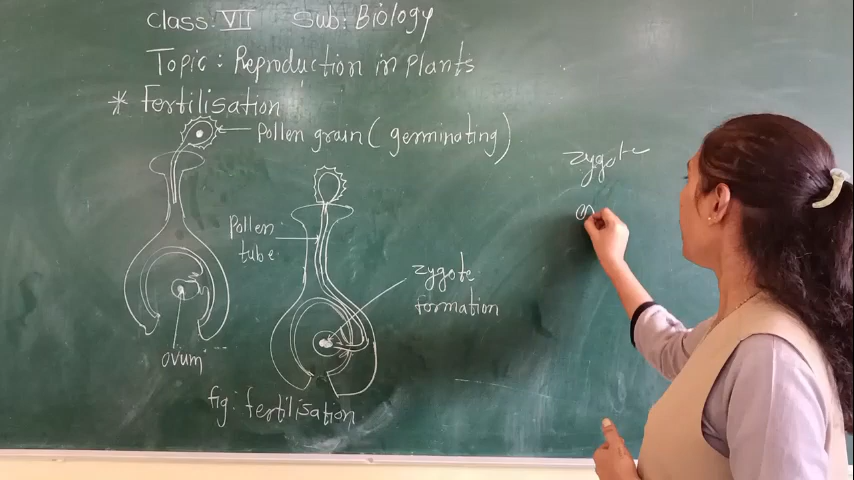 Class: VII Sub: Biology
Topic: Reproduction in Plants
* Fertilisation
Pollen grain (germinating)
Pollen
tube
zygote
formation
ovum
fig: fertilisation
zygote